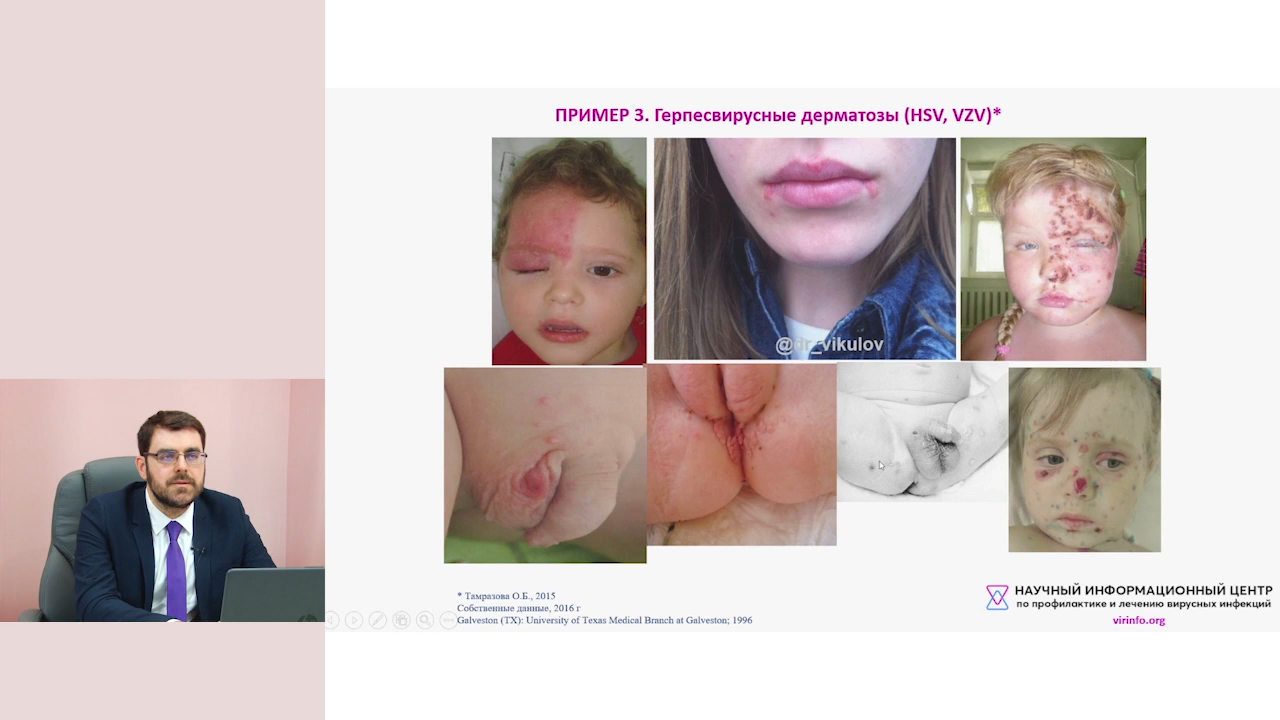 ПРИМЕР 3. Герпесвирусные дерматозы (HSV, VZV)*
@dr_vikulov
* Тамразова О.Б., 2015
Собственные данные, 2016 г
Galveston (TX): University of Texas Medical Branch at Galveston; 1996
НАУЧНЫЙ ИНФОРМАЦИОННЫЙ ЦЕНТР
по профилактике и лечению вирусных инфекций
virinfo.org